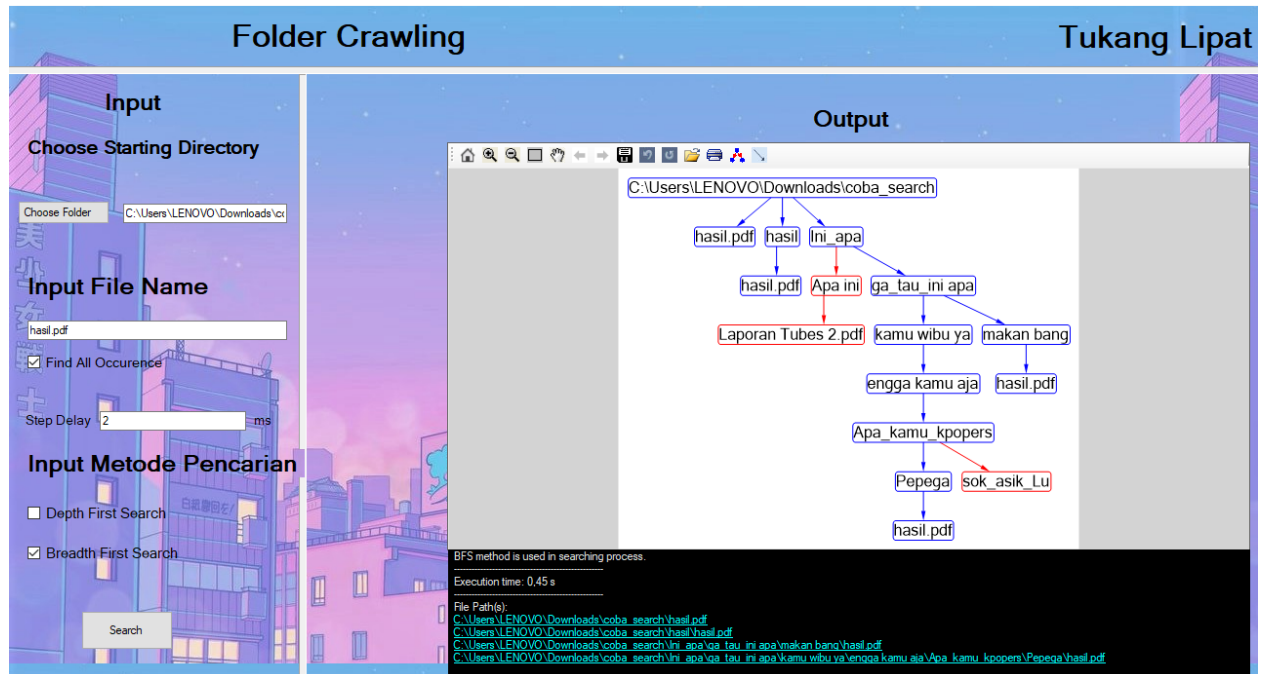 Folder Crawling
Tukang Lipat
Input
Choose Starting Directory
Choose Folder
C:\Users\LENOVO\Downloads\cc
Input File Name
hasil.pdf
Find All Occurence
Step Delay 2 ms
Input Metode Pencarian
Depth First Search
Breadth First Search
Search
Output
C:\Users\LENOVO\Downloads\coba_search
hasil.pdf hasil Ini_apa
hasil.pdf Apa ini ga_tau_ini apa
Laporan Tubes 2.pdf kamu wibu ya makan bang
engga kamu aja hasil.pdf
Apa_kamu_kpopers
Pepega sok_asik_Lu
hasil.pdf
BFS method is used in searching process.
Execution time: 0,45 s
File Path(s):
C:\Users\LENOVO\Downloads\coba_search\hasil.pdf
C:\Users\LENOVO\Downloads\coba_search\hasil\hasil.pdf
C:\Users\LENOVO\Downloads\coba_search\Ini_apa\ga_tau_ini apa\makan bang\hasil.pdf
C:\Users\LENOVO\Downloads\coba_search\Ini_apa\ga_tau_ini apa\kamu wibu ya\engga kamu aja\Apa_kamu_kpopers\Pepega\hasil.pdf